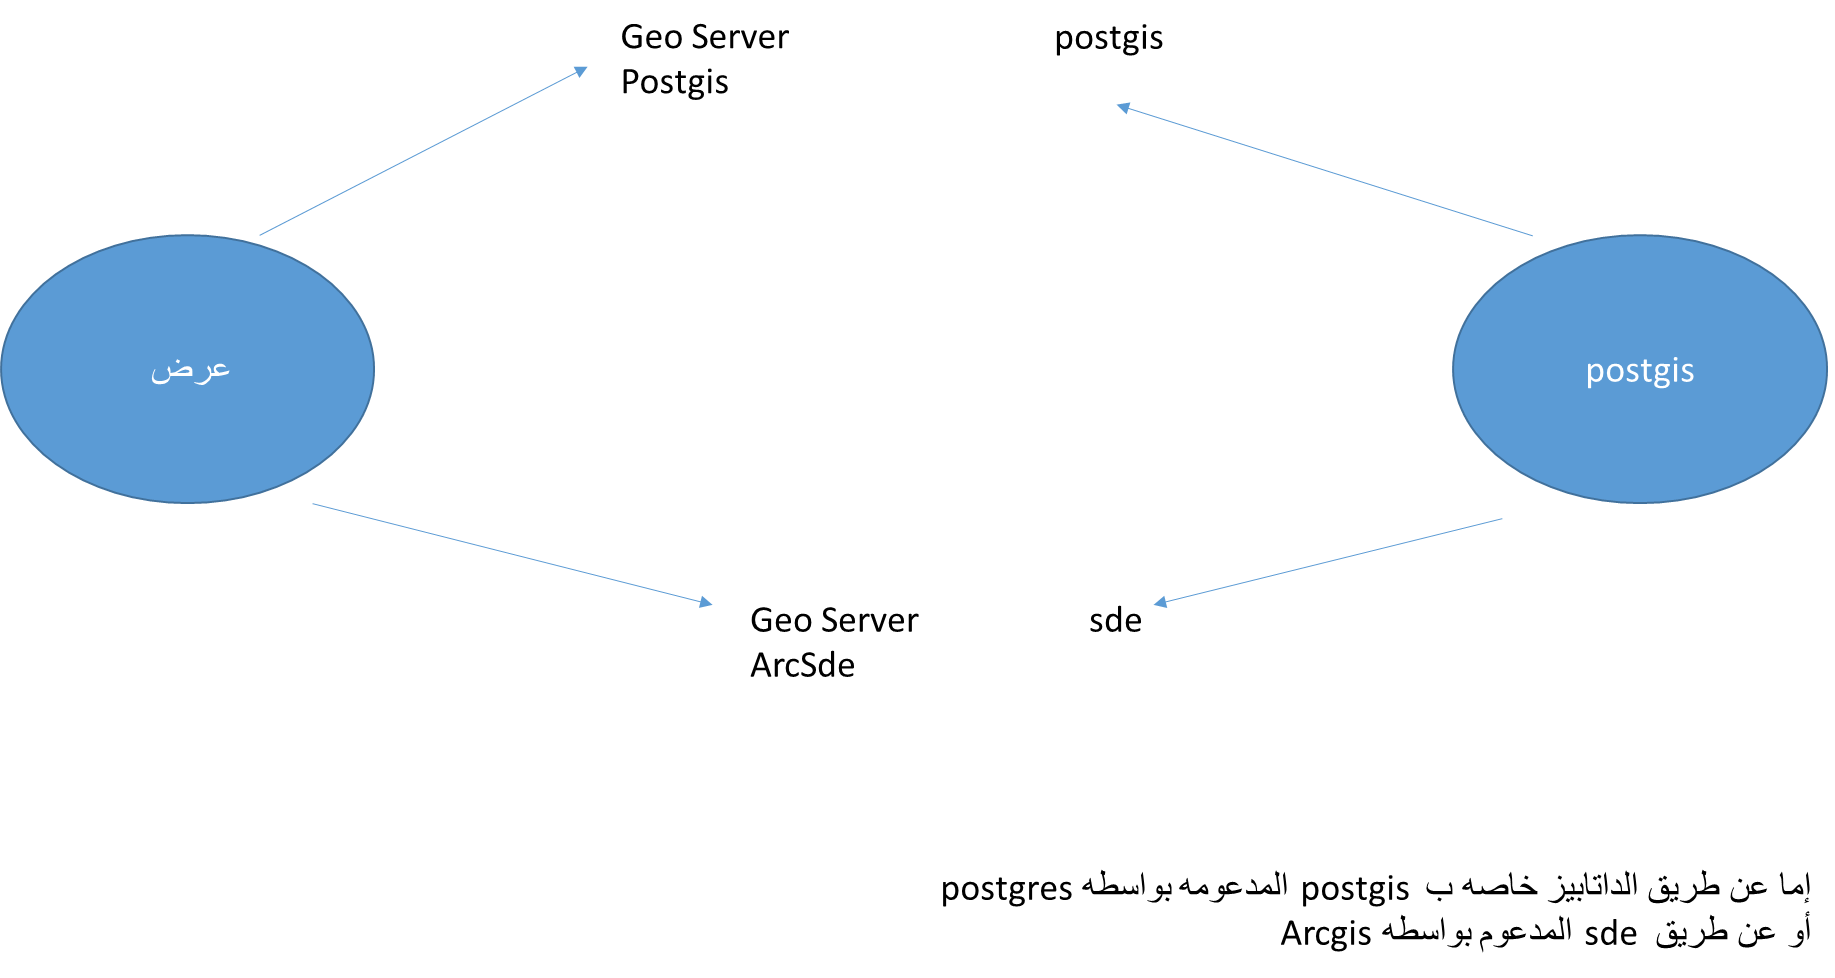 Geo Server
Postgis
postgis
عرض
postgis
Geo Server
ArcSde
sde
إما عن طريق الداتابيز خاصه ب postgis المدعومه بواسطه postgres
أو عن طريق sde المدعوم بواسطه Arcgis